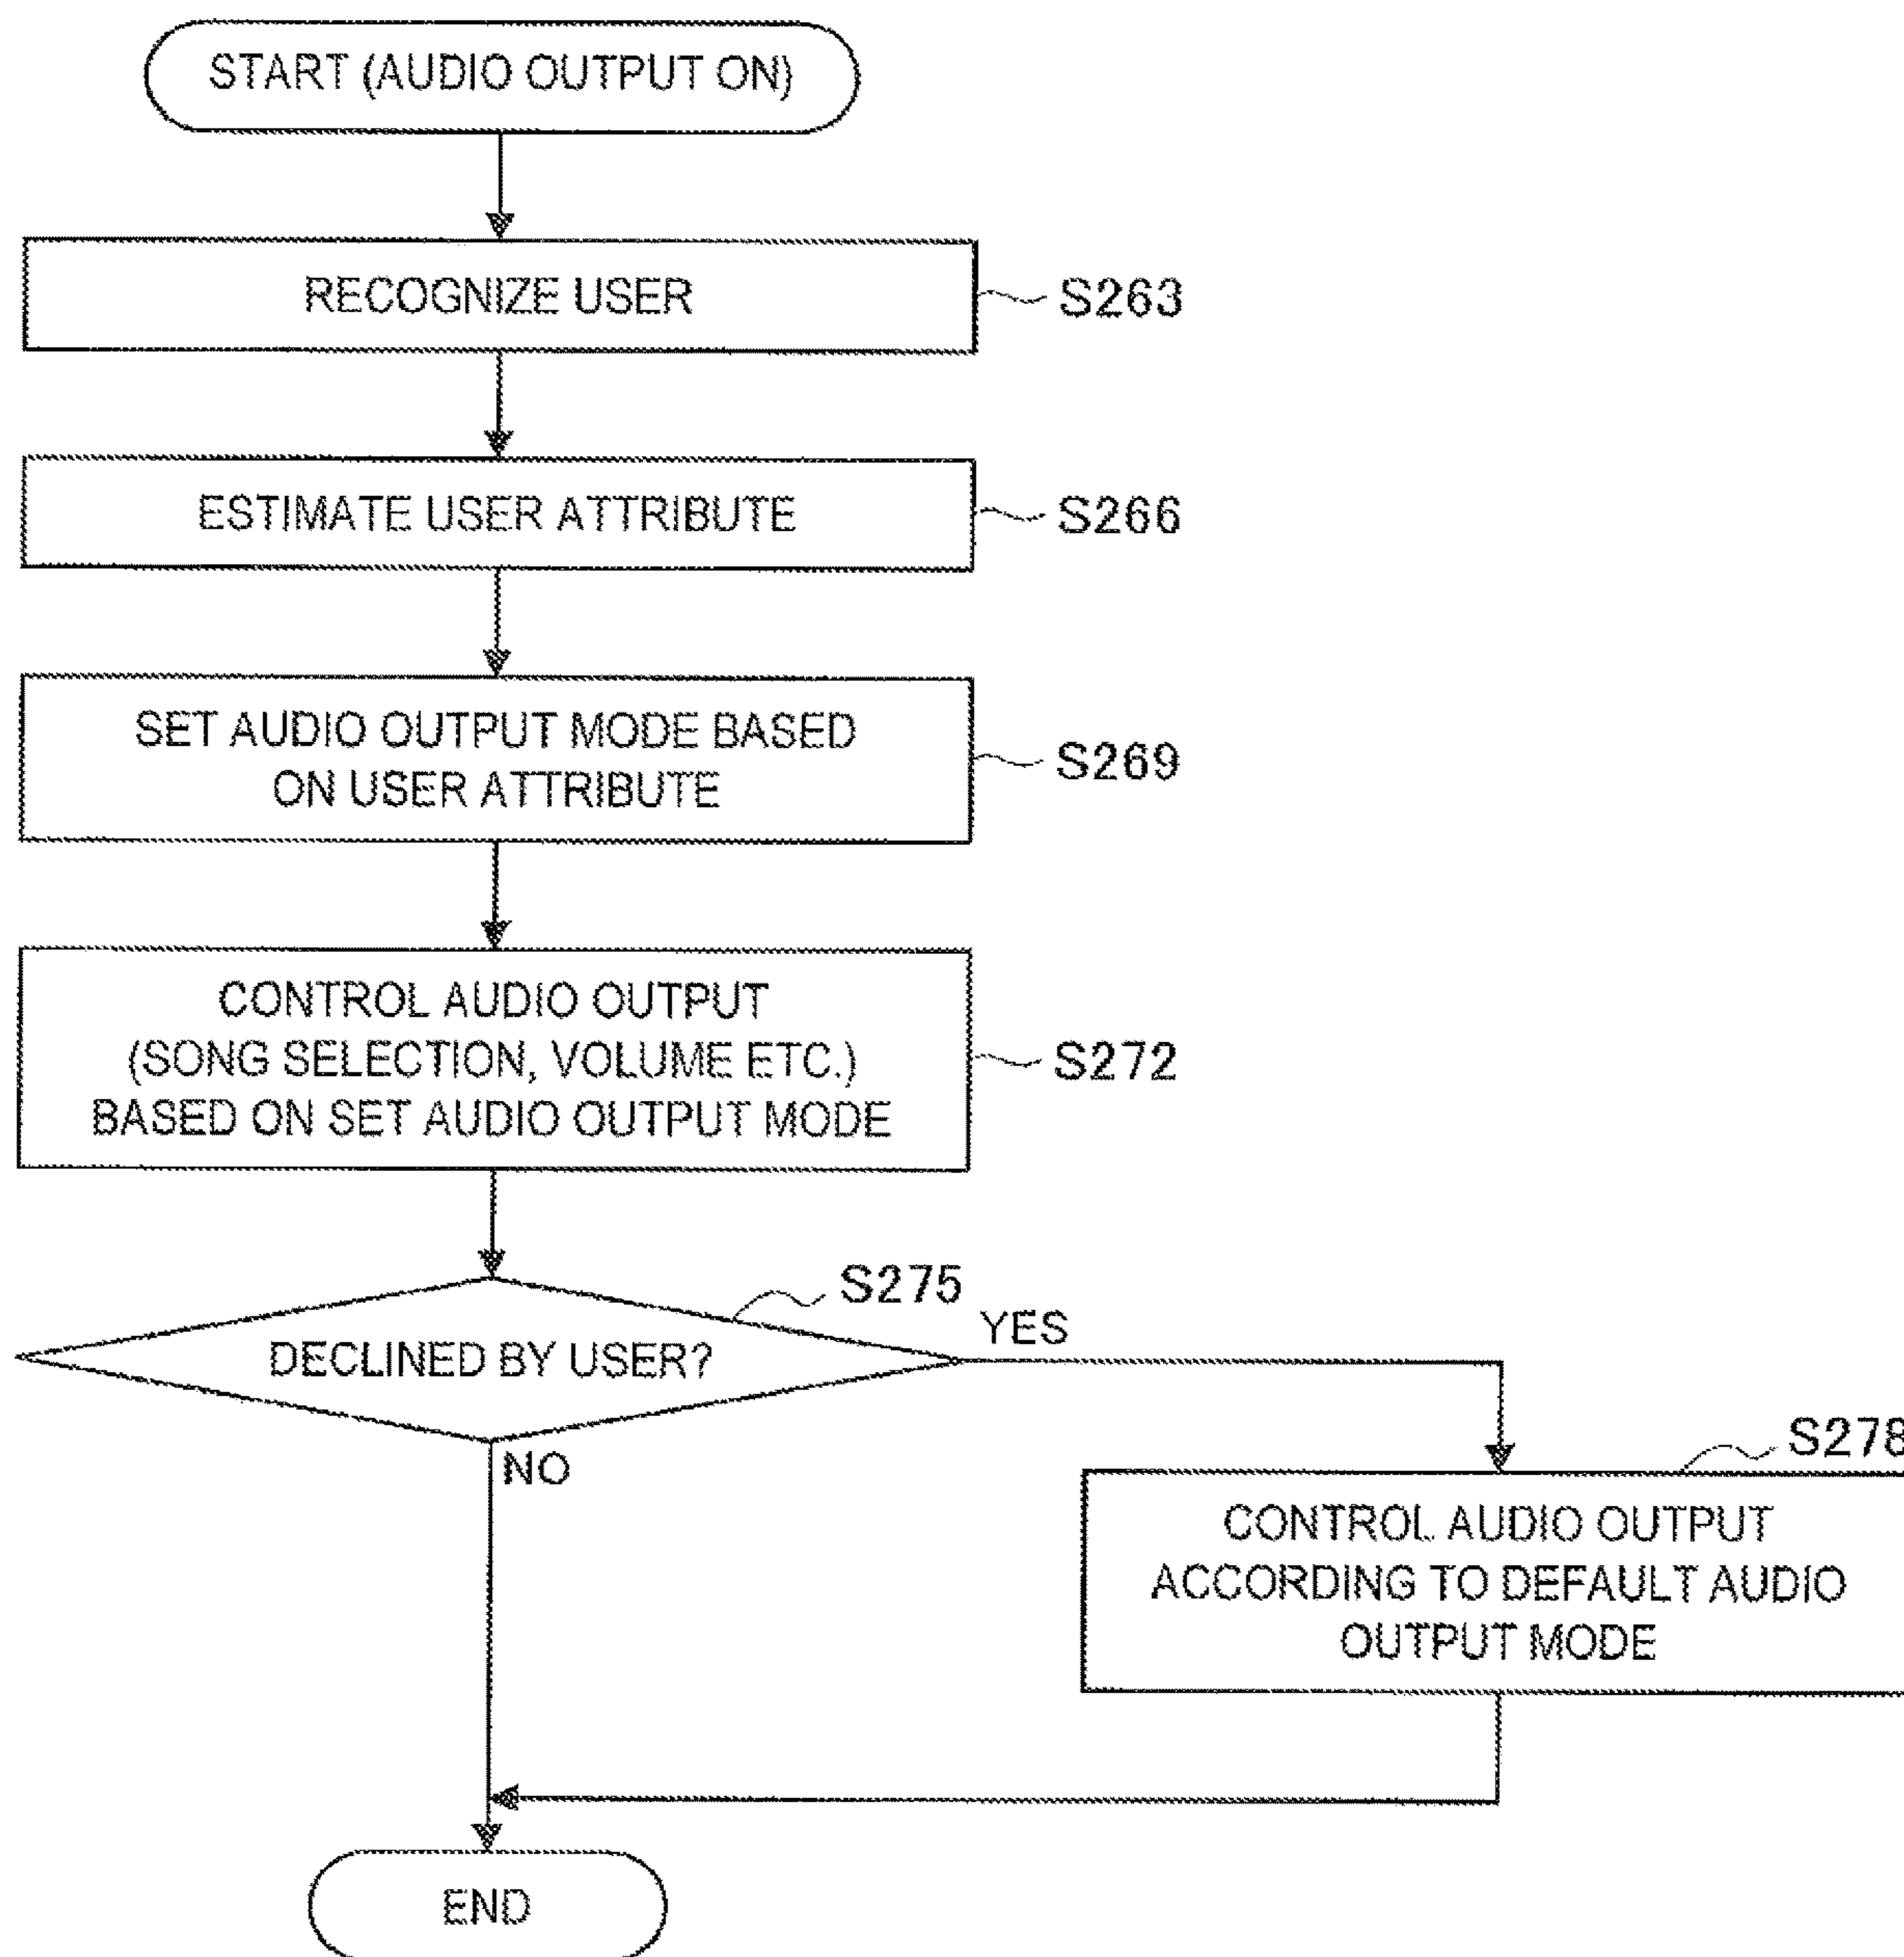 START (AUDIO OUTPUT ON)
RECOGNIZE USER
S263
ESTIMATE USER ATTRIBUTE
S266
SET AUDIO OUTPUT MODE BASED
ON USER ATTRIBUTE
S269
CONTROL AUDIO OUTPUT
(SONG SELECTION, VOLUME ETC.)
BASED ON SET AUDIO OUTPUT MODE
S272
S275
DECLINED BY USER?
YES
NO
S278
CONTROL AUDIO OUTPUT
ACCORDING TO DEFAULT AUDIO
OUTPUT MODE
END